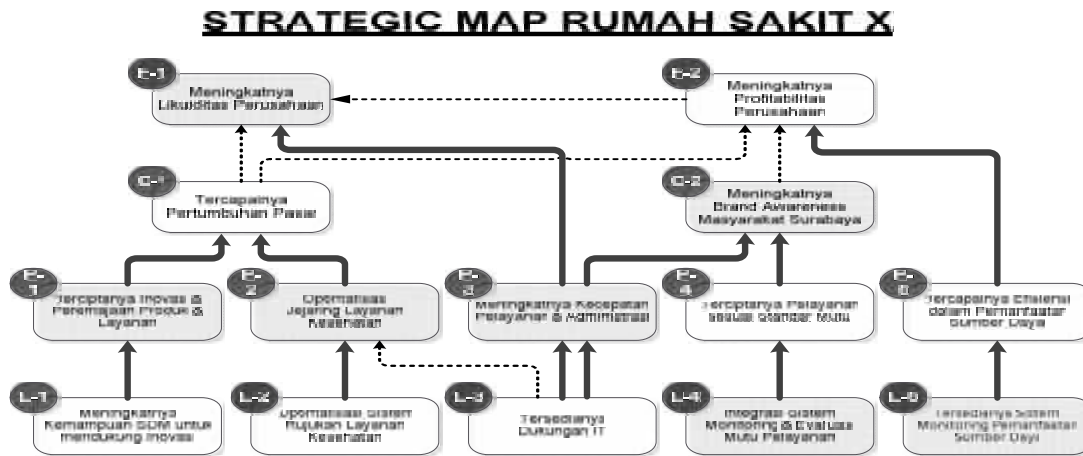 STRATEGIC MAP RUMAH SAKIT X
F-1
Meningkatnya
Likuiditas Perusahaan
F-2
Meningkatnya
Profitabilitas
Perusahaan
C-1
Tercapainya
Pertumbuhan Pasar
C-2
Meningkatnya
Brand Awareness
Masyarakat Surabaya
P-
1
Terciptanya Inovasi &
Peremajaan Produk &
Layanan
P-
2
Optimalisasi
Jejaring Layanan
Kesehatan
P-
3
Meningkatnya Kecepatan
Pelayanan & Administrasi
P-
4
Terciptanya Pelayanan
sesuai Standar Mutu
P-
5
Tercapainya Efisiensi
dalam Pemanfaatan
Sumber Daya
L-1
Meningkatnya
Kemampuan SDM untuk
mendukung Inovasi
L-2
Optimalisasi Sistem
Rujukan Layanan
Kesehatan
L-3
Tersedianya
Dukungan IT
L-4
Integrasi Sistem
Monitoring & Evaluasi
Mutu Pelayanan
L-5
Tersedianya Sistem
Monitoring Pemanfaatan
Sumber Daya